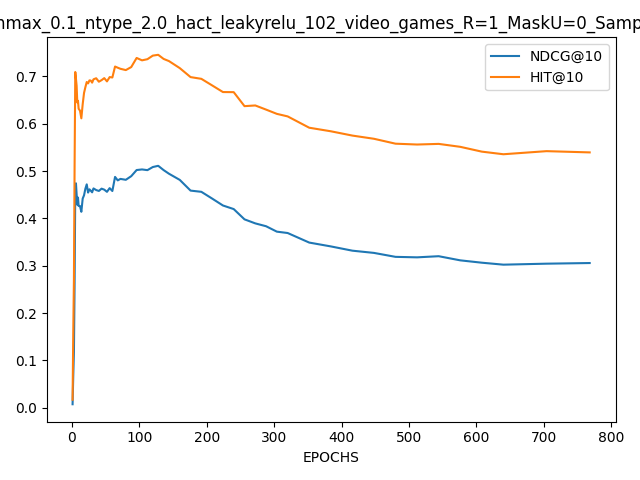 nmax_0.1_ntype_2.0_hact_leakyrelu_102_video_games_R=1_MaskU=0_Samp
NDCG@10
HIT@10
0.7
0.6
0.5
0.4
0.3
0.2
0.1
0.0
0 100 200 300 400 500 600 700 800
EPOCHS